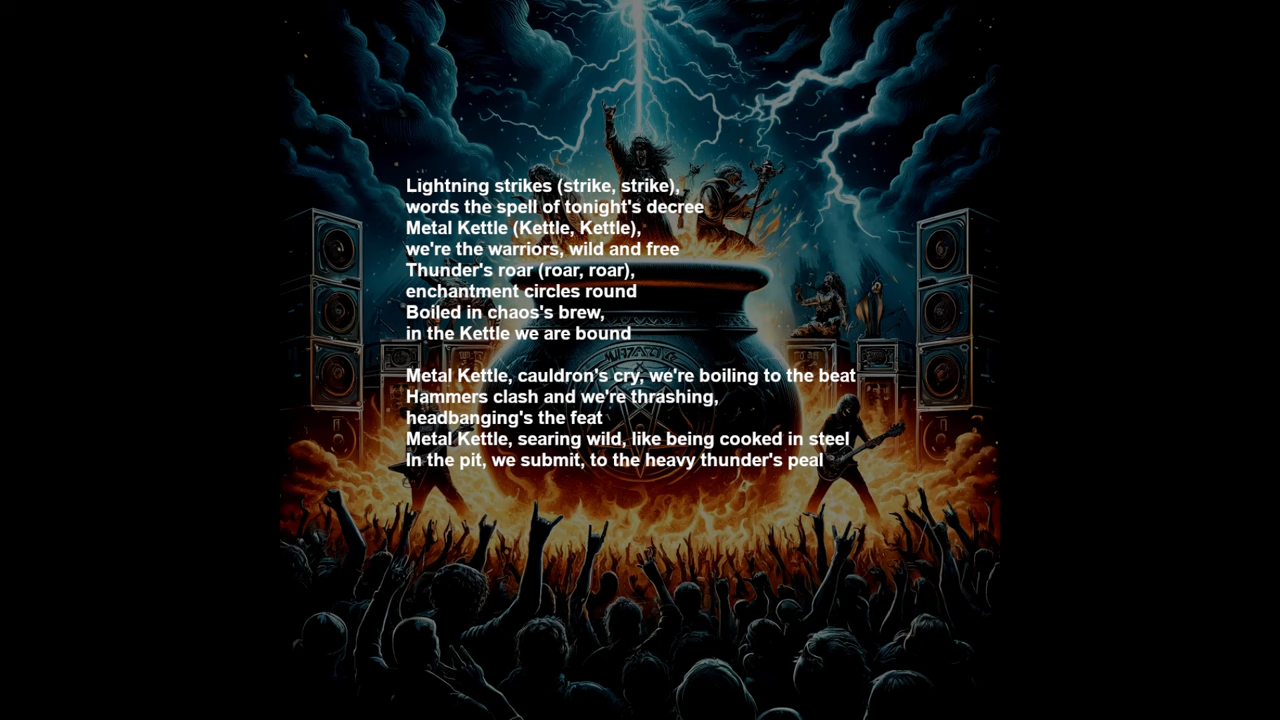 Lightning strikes (strike, strike),
words the spell of tonight's decree
Metal Kettle (Kettle, Kettle),
we're the warriors, wild and free
Thunder's roar (roar, roar),
enchantment circles round
Boiled in chaos's brew,
in the Kettle we are bound
Metal Kettle, cauldron's cry, we're boiling to the beat
Hammers clash and we're thrashing,
headbanging's the feat
Metal Kettle, searing wild, like being cooked in steel
In the pit, we submit, to the heavy thunder's peal